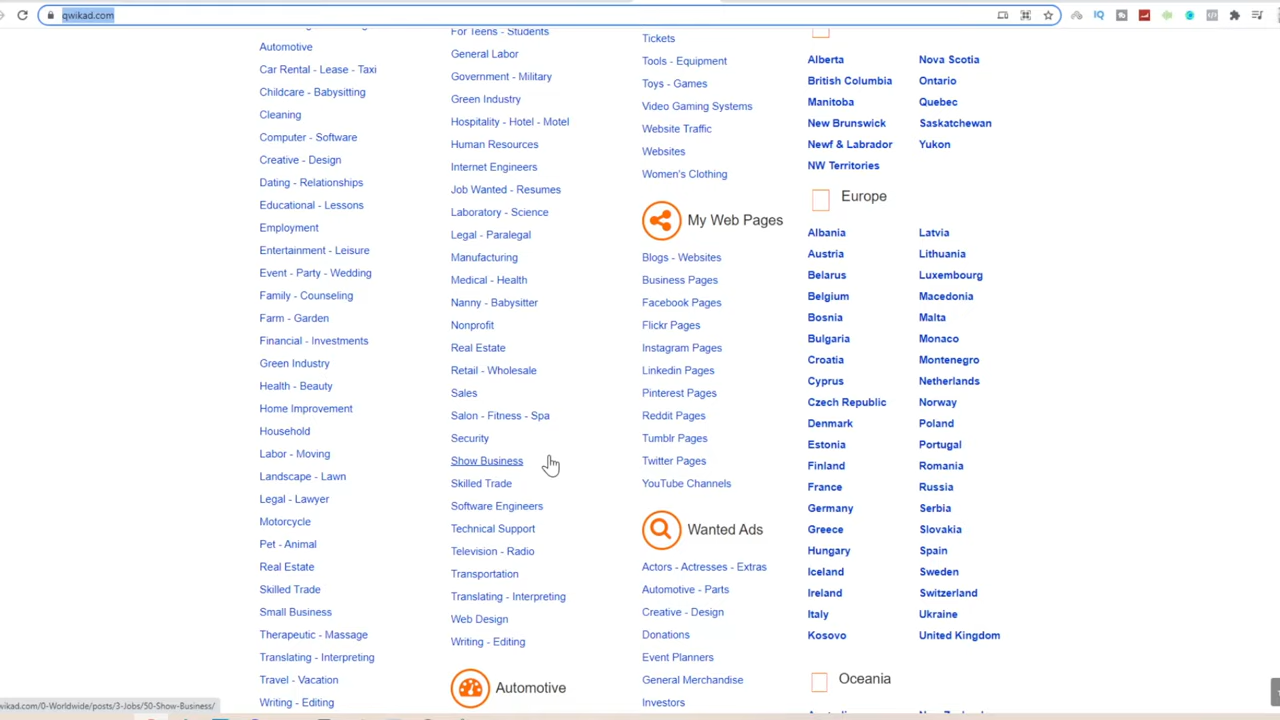 qwikad.com
Automotive
Car Rental - Lease - Taxi
Childcare - Babysitting
Cleaning
Computer - Software
Creative - Design
Dating - Relationships
Educational - Lessons
Employment
Entertainment - Leisure
Event - Party - Wedding
Family - Counseling
Farm - Garden
Financial - Investments
Green Industry
Health - Beauty
Home Improvement
Household
Labor - Moving
Landscape - Lawn
Legal - Lawyer
Motorcycle
Pet - Animal
Real Estate
Skilled Trade
Small Business
Therapeutic - Massage
Translating - Interpreting
Travel - Vacation
Writing - Editing
For Teens - Students
General Labor
Government - Military
Green Industry
Hospitality - Hotel - Motel
Human Resources
Internet Engineers
Job Wanted - Resumes
Laboratory - Science
Legal - Paralegal
Manufacturing
Medical - Health
Nanny - Babysitter
Nonprofit
Real Estate
Retail - Wholesale
Sales
Salon - Fitness - Spa
Security
Show Business
Skilled Trade
Software Engineers
Technical Support
Television - Radio
Transportation
Translating - Interpreting
Web Design
Writing - Editing
Automotive
Tickets
Tools - Equipment
Toys - Games
Video Gaming Systems
Website Traffic
Websites
Women's Clothing
My Web Pages
Blogs - Websites
Business Pages
Facebook Pages
Flickr Pages
Instagram Pages
Linkedin Pages
Pinterest Pages
Reddit Pages
Tumblr Pages
Twitter Pages
YouTube Channels
Wanted Ads
Actors - Actresses - Extras
Automotive - Parts
Creative - Design
Donations
Event Planners
General Merchandise
Investors
Alberta Nova Scotia
British Columbia Ontario
Manitoba Quebec
New Brunswick Saskatchewan
Newf & Labrador Yukon
NW Territories
Europe
Albania Latvia
Austria Lithuania
Belarus Luxembourg
Belgium Macedonia
Bosnia Malta
Bulgaria Monaco
Croatia Montenegro
Cyprus Netherlands
Czech Republic Norway
Denmark Poland
Estonia Portugal
Finland Romania
France Russia
Germany Serbia
Greece Slovakia
Hungary Spain
Iceland Sweden
Ireland Switzerland
Italy Ukraine
Kosovo United Kingdom
Oceania
wikad.com/0-Worldwide/posts/3-Jobs/50-Show-Business/